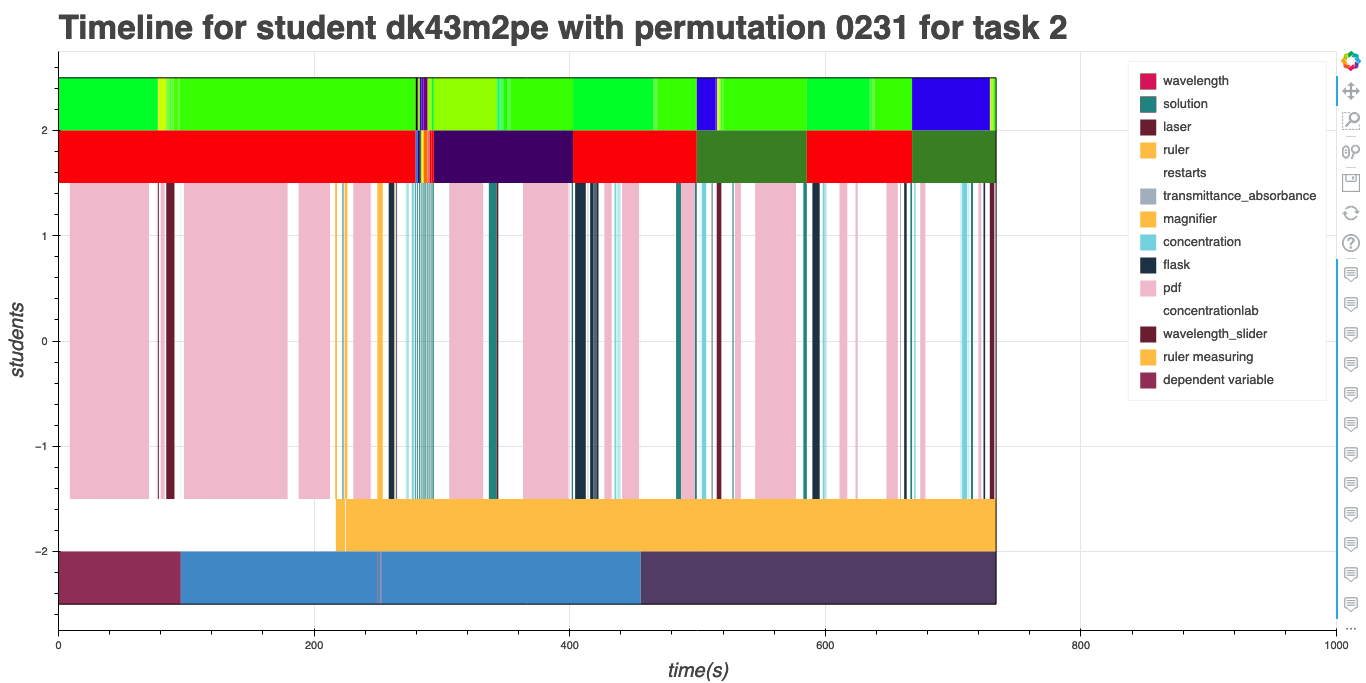 Timeline for student dk43m2pe with permutation 0231 for task 2
wavelength
solution
laser
ruler
restarts
transmittance_absorbance
magnifier
concentration
flask
pdf
concentrationlab
wavelength_slider
ruler measuring
dependent variable
students
2
1
0
−1
−2
0 200 400 600 800 1000
time(s)